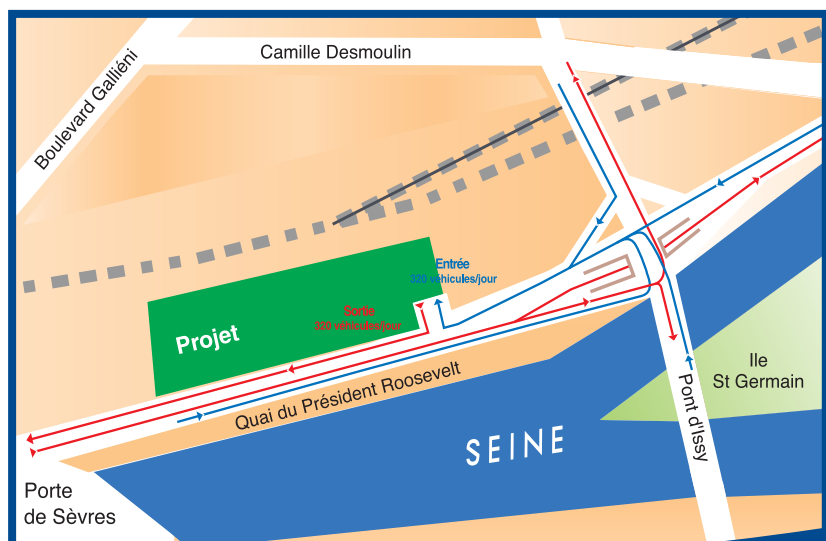 Camille Desmoulin
Boulevard Galliéni
Entrée
320 véhicules/jour
Sortie
320 véhicules/jour
Projet
Quai du Président Roosevelt
Ile
St Germain
Pont d'Issy
SEINE
Porte
de Sèvres